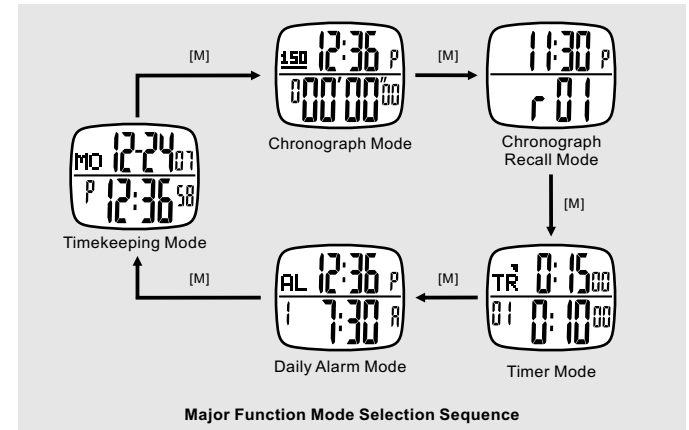 [M]
150 12:36 P
0 00'00"00
Chronograph Mode
[M]
11:30 P
r 01
Chronograph
Recall Mode
[M]
TR 0:15 00
01 0:10 00
Timer Mode
[M]
AL 12:36 P
1 7:30 A
Daily Alarm Mode
[M]
MO 12-24 07
P 12:36 58
Timekeeping Mode
Major Function Mode Selection Sequence